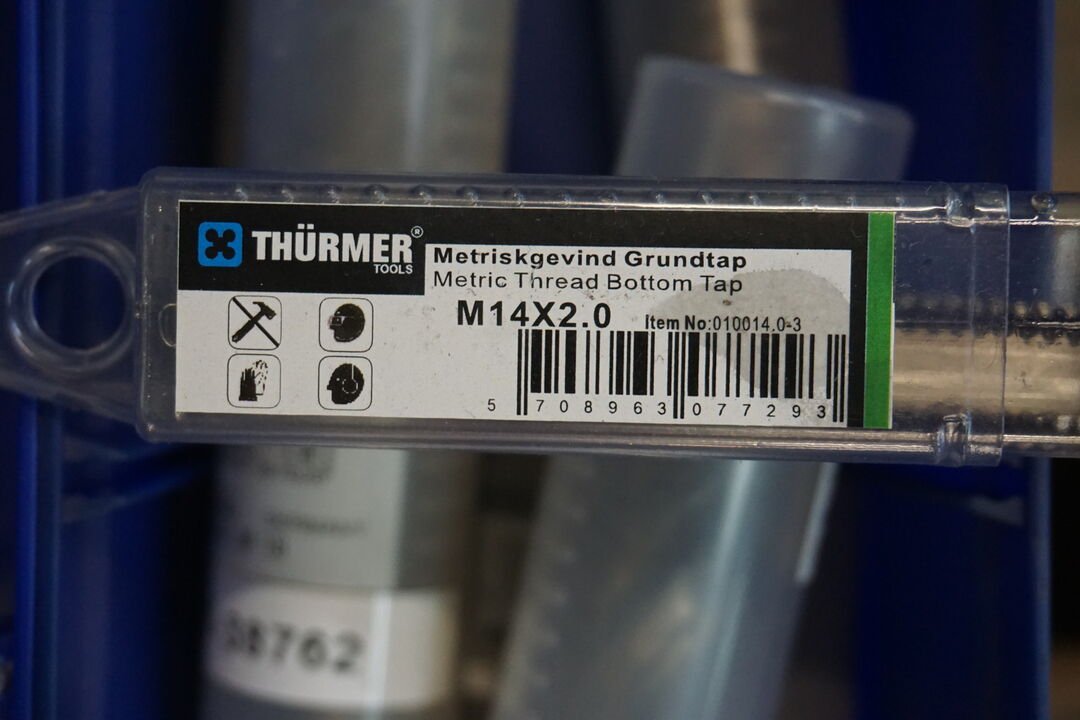 THÜRMER®
TOOLS
Metriskgevind Grundtap
Metric Thread Bottom Tap
M14X2.0
Item No:010014.0-3
5 708963 077293
08762